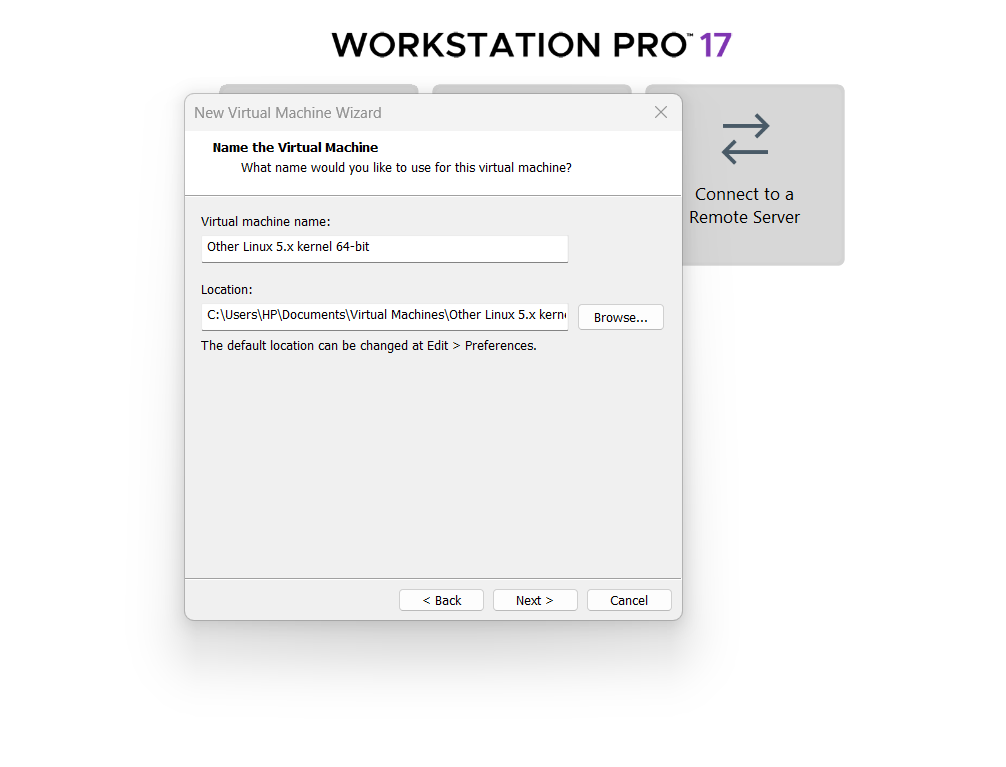 WORKSTATION PRO™ 17
New Virtual Machine Wizard
Name the Virtual Machine
What name would you like to use for this virtual machine?
Connect to a
Remote Server
Virtual machine name:
Other Linux 5.x kernel 64-bit
Location:
C:\Users\HP\Documents\Virtual Machines\Other Linux 5.x kerne
Browse...
The default location can be changed at Edit > Preferences.
< Back
Next >
Cancel